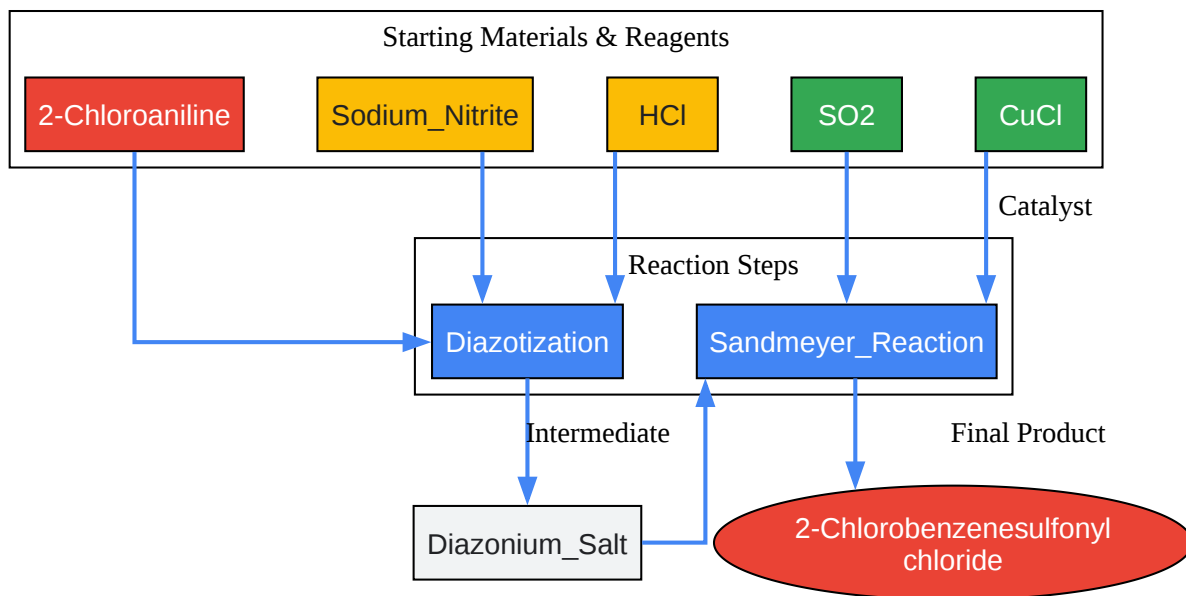 Starting Materials & Reagents
2-Chloroaniline
Sodium_Nitrite
HCl
SO2
CuCl
Catalyst
Reaction Steps
Diazotization
Sandmeyer_Reaction
Intermediate
Final Product
Diazonium_Salt
2-Chlorobenzenesulfonyl
chloride